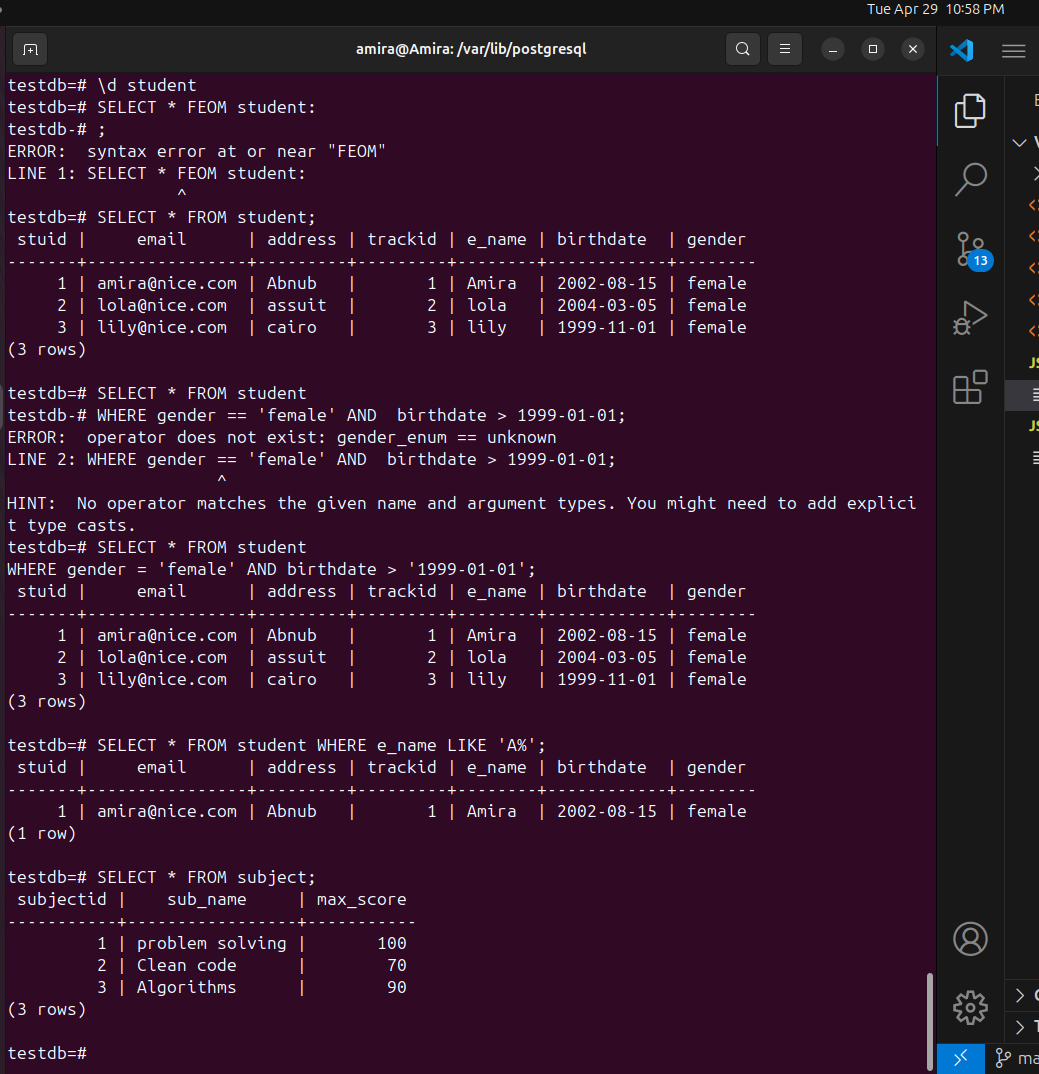 Tue Apr 29  10:58 PM
amira@Amira: /var/lib/postgresql
testdb=# \d student
testdb=# SELECT * FEOM student:
testdb-# ;
ERROR:  syntax error at or near "FEOM"
LINE 1: SELECT * FEOM student:
                 ^
testdb=# SELECT * FROM student;
 stuid |     email      | address | trackid | e_name | birthdate  | gender
-------+----------------+---------+---------+--------+------------+--------
     1 | amira@nice.com | Abnub   |       1 | Amira  | 2002-08-15 | female
     2 | lola@nice.com  | assuit  |       2 | lola   | 2004-03-05 | female
     3 | lily@nice.com  | cairo   |       3 | lily   | 1999-11-01 | female
(3 rows)
testdb=# SELECT * FROM student
testdb-# WHERE gender == 'female' AND  birthdate > 1999-01-01;
ERROR:  operator does not exist: gender_enum == unknown
LINE 2: WHERE gender == 'female' AND  birthdate > 1999-01-01;
                     ^
HINT:  No operator matches the given name and argument types. You might need to add explici
t type casts.
testdb=# SELECT * FROM student
WHERE gender = 'female' AND birthdate > '1999-01-01';
 stuid |     email      | address | trackid | e_name | birthdate  | gender
-------+----------------+---------+---------+--------+------------+--------
     1 | amira@nice.com | Abnub   |       1 | Amira  | 2002-08-15 | female
     2 | lola@nice.com  | assuit  |       2 | lola   | 2004-03-05 | female
     3 | lily@nice.com  | cairo   |       3 | lily   | 1999-11-01 | female
(3 rows)
testdb=# SELECT * FROM student WHERE e_name LIKE 'A%';
 stuid |     email      | address | trackid | e_name | birthdate  | gender
-------+----------------+---------+---------+--------+------------+--------
     1 | amira@nice.com | Abnub   |       1 | Amira  | 2002-08-15 | female
(1 row)
testdb=# SELECT * FROM subject;
 subjectid |    sub_name     | max_score
-----------+-----------------+-----------
         1 | problem solving |       100
         2 | Clean code      |        70
         3 | Algorithms      |        90
(3 rows)
testdb=#
13
JS
JS